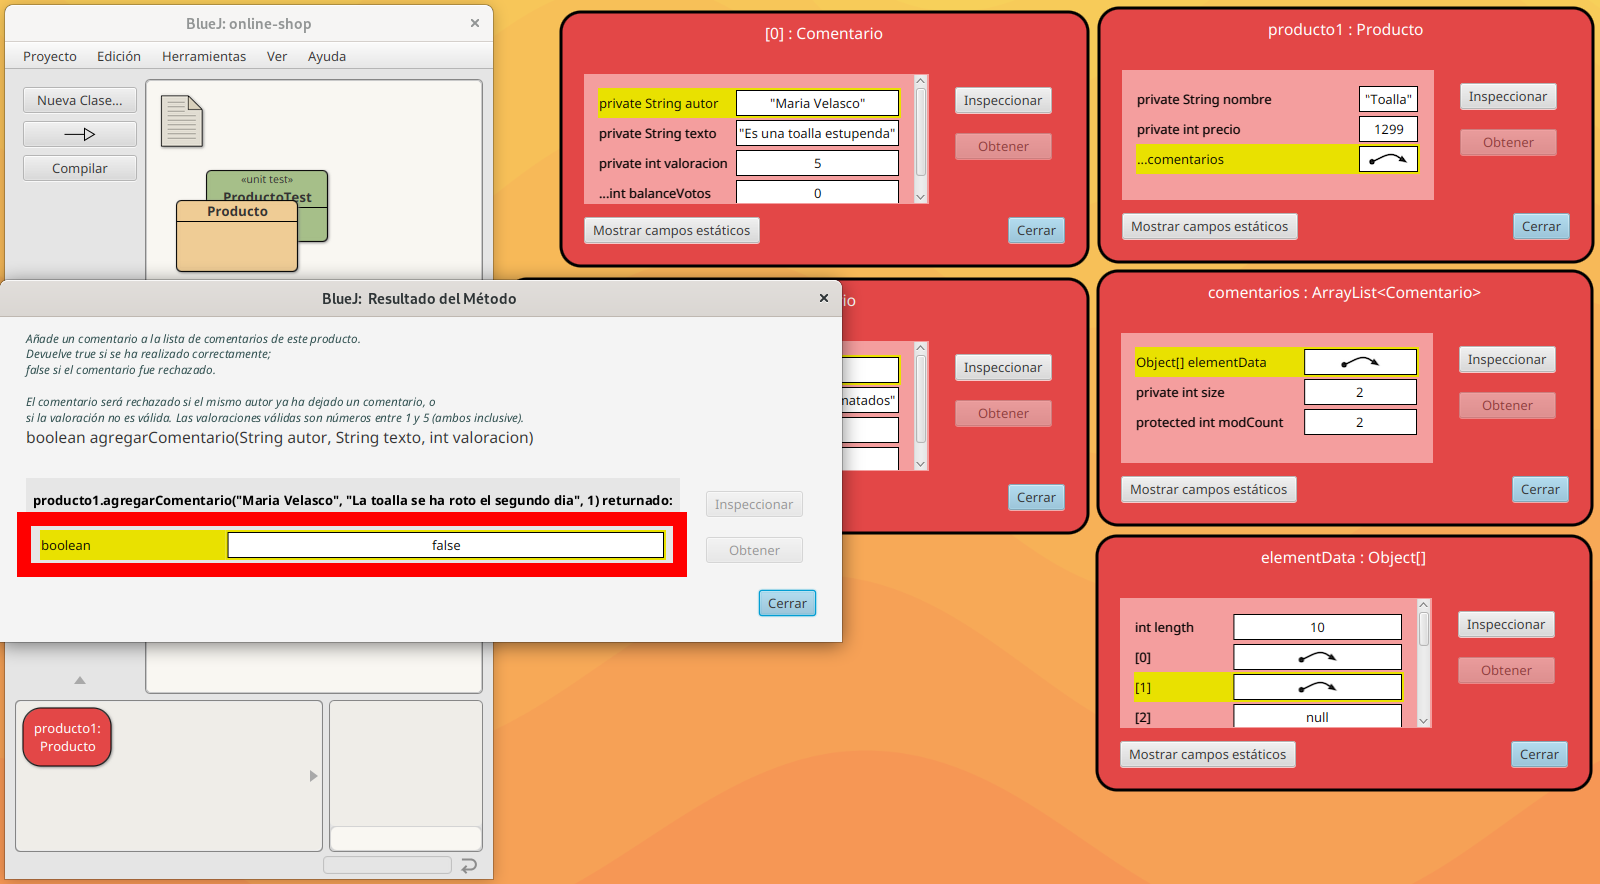 BlueJ: online-shop
Proyecto Edición Herramientas Ver Ayuda
Nueva Clase...
Compilar
«unit test»
ProductoTest
Producto
[0] : Comentario
private String autor "Maria Velasco"
private String texto "Es una toalla estupenda"
private int valoracion 5
...int balanceVotos 0
Inspeccionar
Obtener
Mostrar campos estáticos
Cerrar
producto1 : Producto
private String nombre "Toalla"
private int precio 1299
...comentarios
Inspeccionar
Obtener
Mostrar campos estáticos
Cerrar
BlueJ: Resultado del Método
Añade un comentario a la lista de comentarios de este producto.
Devuelve true si se ha realizado correctamente;
false si el comentario fue rechazado.
El comentario será rechazado si el mismo autor ya ha dejado un comentario, o
si la valoración no es válida. Las valoraciones válidas son números entre 1 y 5 (ambos inclusive).
boolean agregarComentario(String autor, String texto, int valoracion)
producto1.agregarComentario("Maria Velasco", "La toalla se ha roto el segundo dia", 1) returnado:
boolean false
Inspeccionar
Obtener
Cerrar
io
natados"
Inspeccionar
Obtener
Cerrar
comentarios : ArrayList<Comentario>
Object[] elementData
private int size 2
protected int modCount 2
Inspeccionar
Obtener
Mostrar campos estáticos
Cerrar
elementData : Object[]
int length 10
[0]
[1]
[2] null
Inspeccionar
Obtener
Mostrar campos estáticos
Cerrar
producto1:
Producto